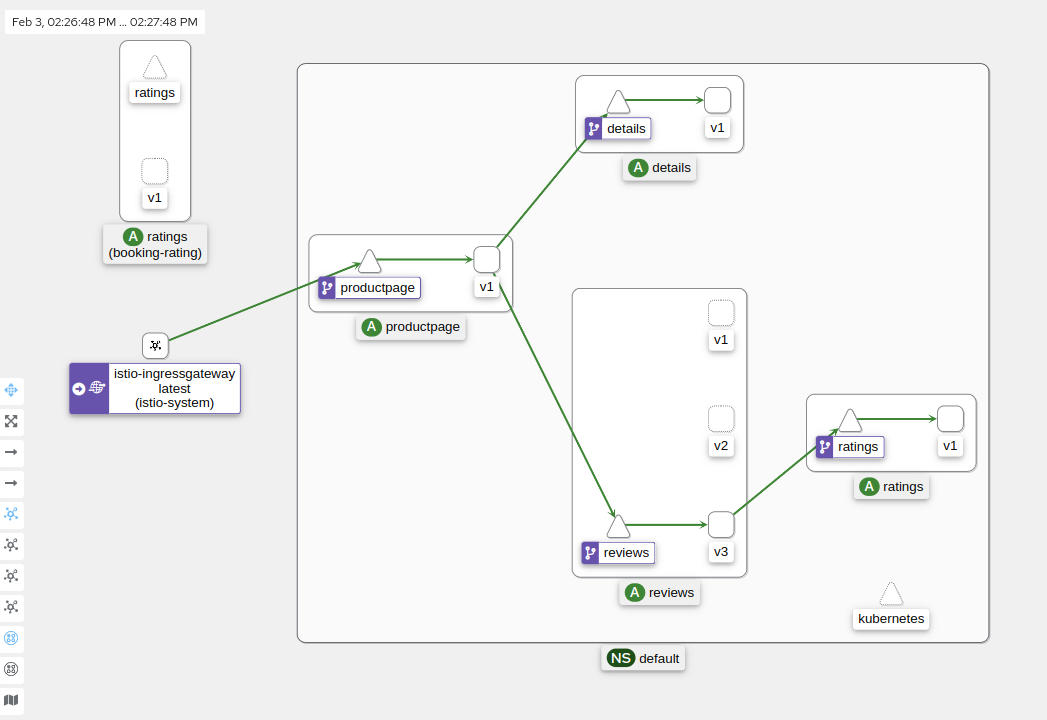 Feb 3, 02:26:48 PM ... 02:27:48 PM
ratings
v1
A ratings
(booking-rating)
istio-ingressgateway
latest
(istio-system)
details
v1
A details
productpage
v1
A productpage
v1
v2
reviews
v3
A reviews
ratings
v1
A ratings
kubernetes
NS default